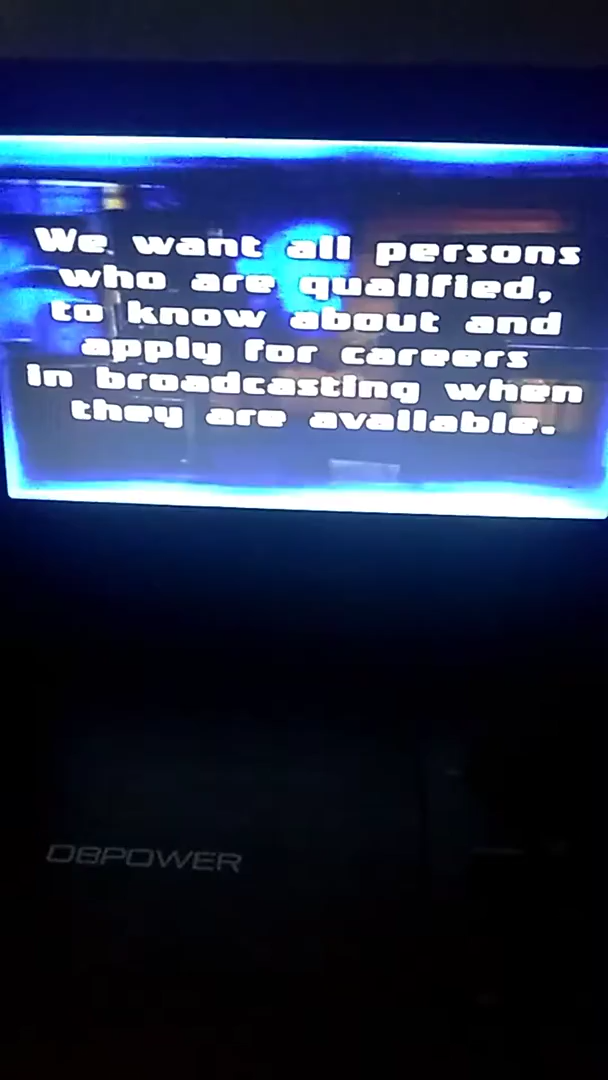 We want all persons
who are qualified,
to know about and
apply for careers
in broadcasting when
they are available.
DBPOWER